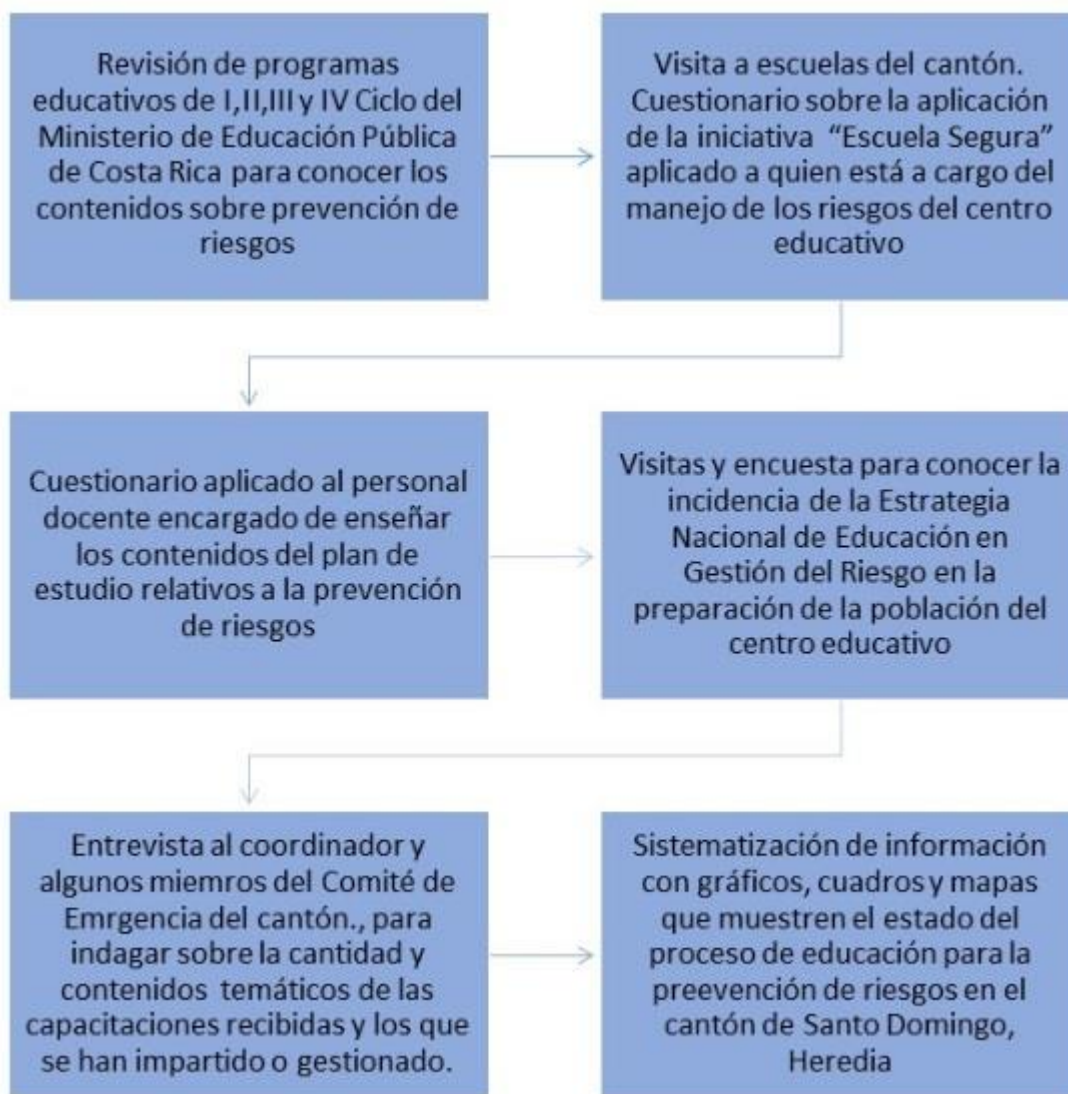 Revisión de programas
educativos de I,II,III y IV Ciclo del
Ministerio de Educación Pública
de Costa Rica para conocer los
contenidos sobre prevención de
riesgos
Visita a escuelas del cantón.
Cuestionario sobre la aplicación
de la iniciativa “Escuela Segura”
aplicado a quien está a cargo del
manejo de los riesgos del centro
educativo
Cuestionario aplicado al personal
docente encargado de enseñar
los contenidos del plan de
estudio relativos a la prevención
de riesgos
Visitas y encuesta para conocer la
incidencia de la Estrategia
Nacional de Educación en
Gestión del Riesgo en la
preparación de la población del
centro educativo
Entrevista al coordinador y
algunos miemros del Comité de
Emrgencia del cantón., para
indagar sobre la cantidad y
contenidos temáticos de las
capacitaciones recibidas y los que
se han impartido o gestionado.
Sistematización de información
con gráficos, cuadros y mapas
que muestren el estado del
proceso de educación para la
preevención de riesgos en el
cantón de Santo Domingo,
Heredia